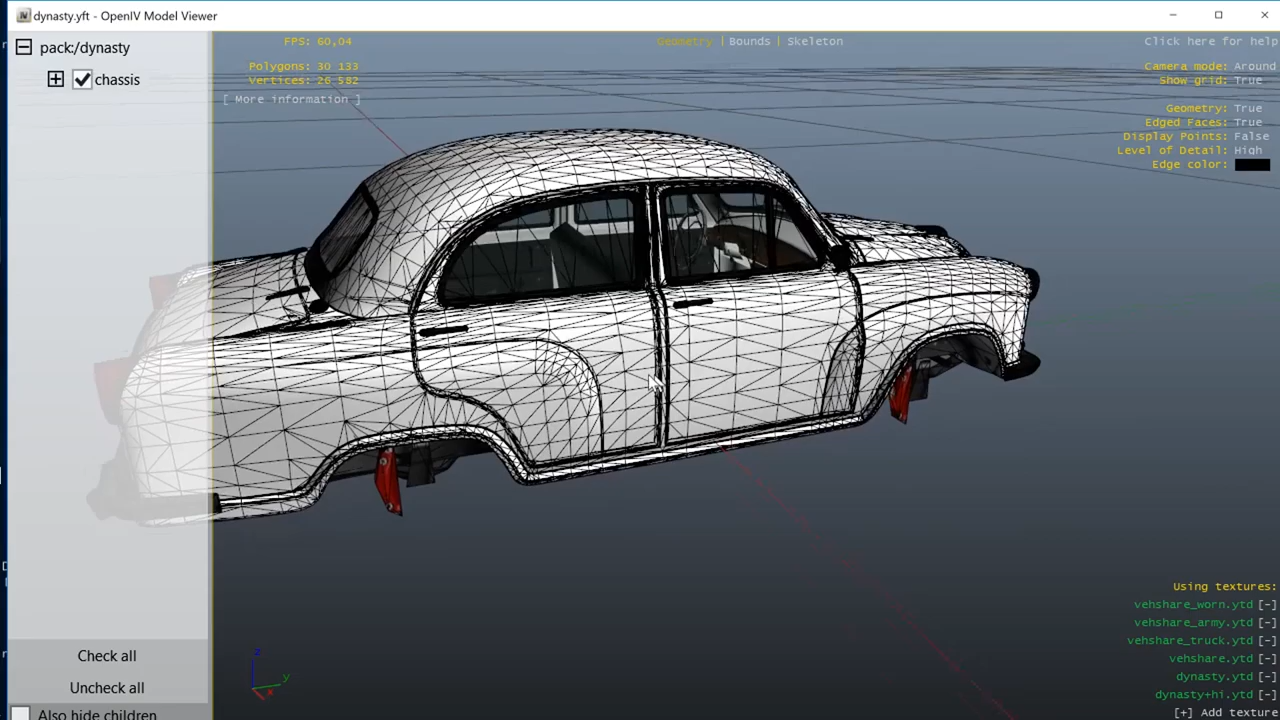 dynasty.yft - OpenIV Model Viewer
pack:/dynasty
chassis
FPS: 60,04
Polygons: 30 133
Vertices: 26 582
[ More information ]
Geometry | Bounds | Skeleton
Click here for help
Camera mode: Around
Show grid: True
Geometry: True
Edged Faces: True
Display Points: False
Level of Detail: High
Edge color:
z
y
x
Using textures:
vehshare_worn.ytd [-]
vehshare_army.ytd [-]
vehshare_truck.ytd [-]
vehshare.ytd [-]
dynasty.ytd [-]
dynasty+hi.ytd [-]
[+] Add texture
Check all
Uncheck all
Also hide children